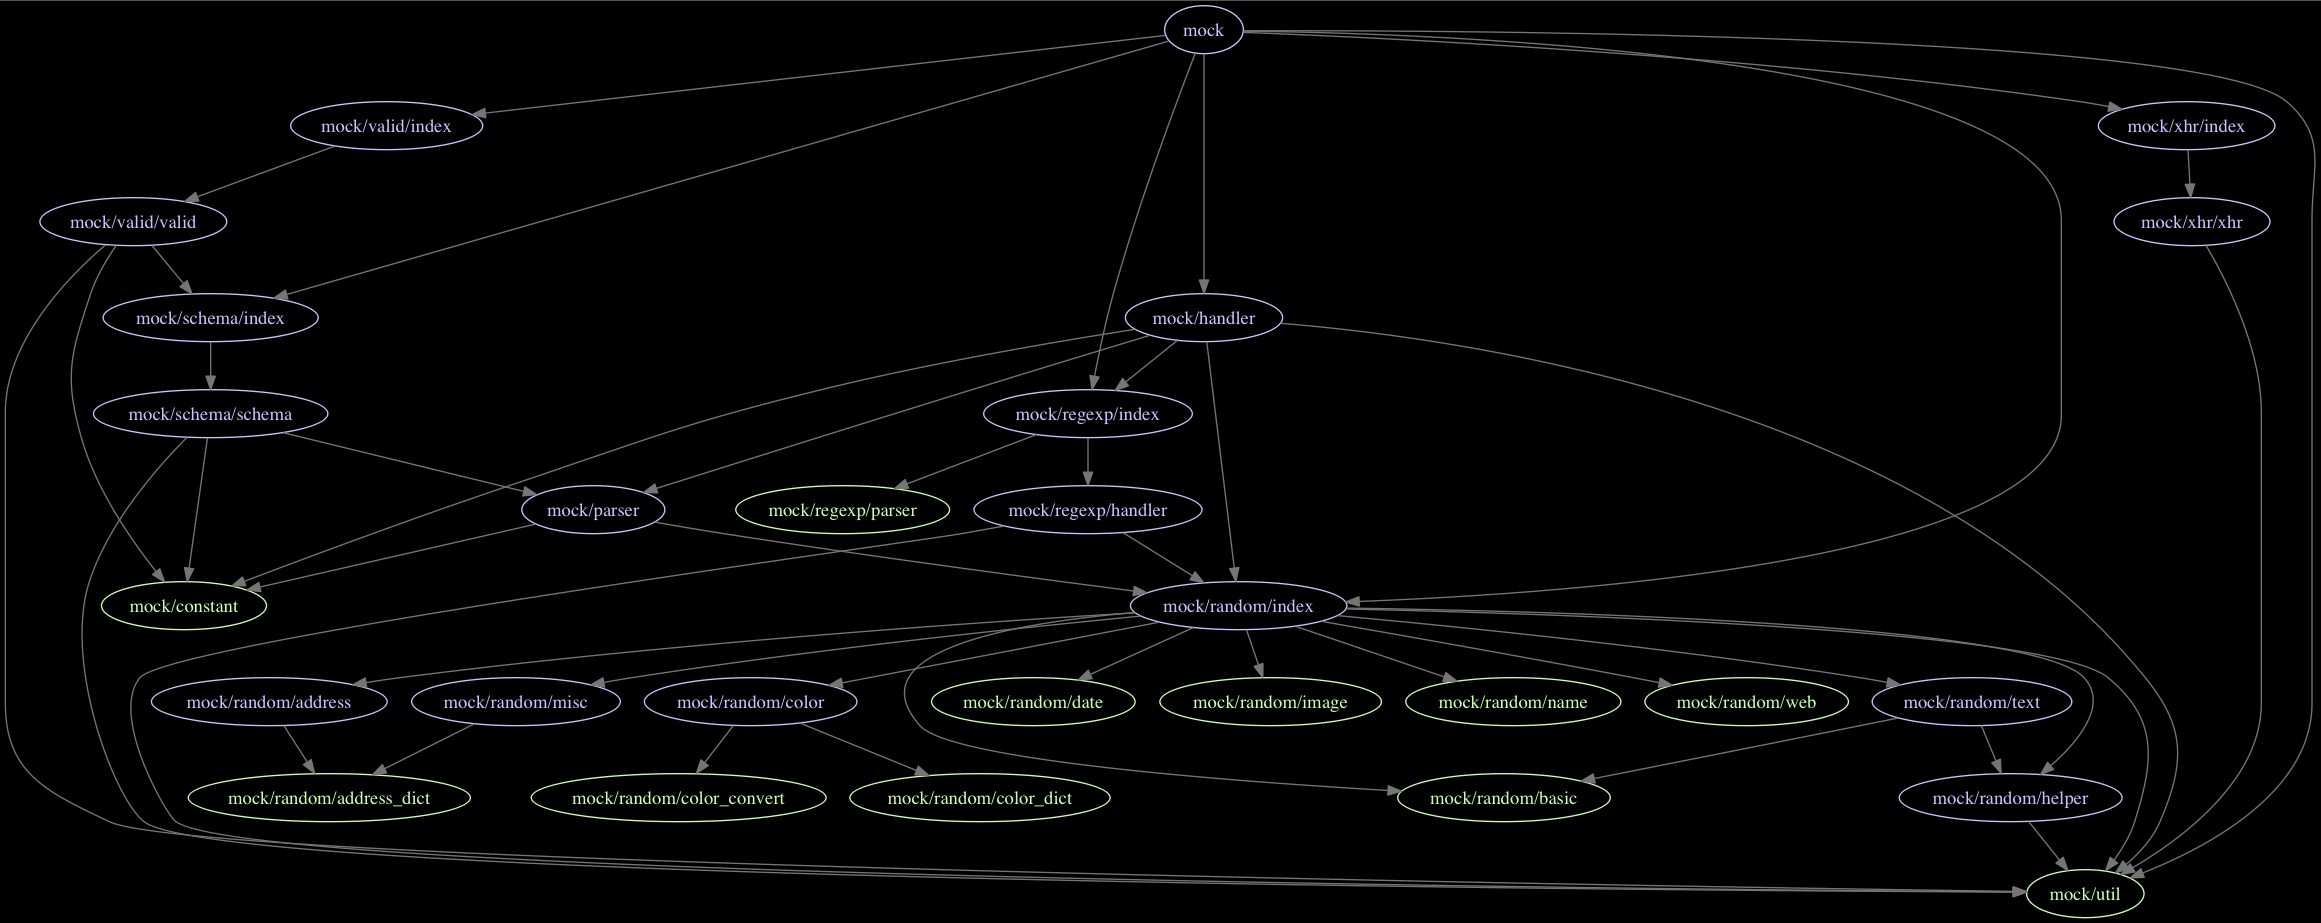 mock
mock/valid/index
mock/xhr/index
mock/valid/valid
mock/xhr/xhr
mock/schema/index
mock/handler
mock/schema/schema
mock/regexp/index
mock/parser
mock/regexp/parser
mock/regexp/handler
mock/constant
mock/random/index
mock/random/address
mock/random/misc
mock/random/color
mock/random/date
mock/random/image
mock/random/name
mock/random/web
mock/random/text
mock/random/address_dict
mock/random/color_convert
mock/random/color_dict
mock/random/basic
mock/random/helper
mock/util